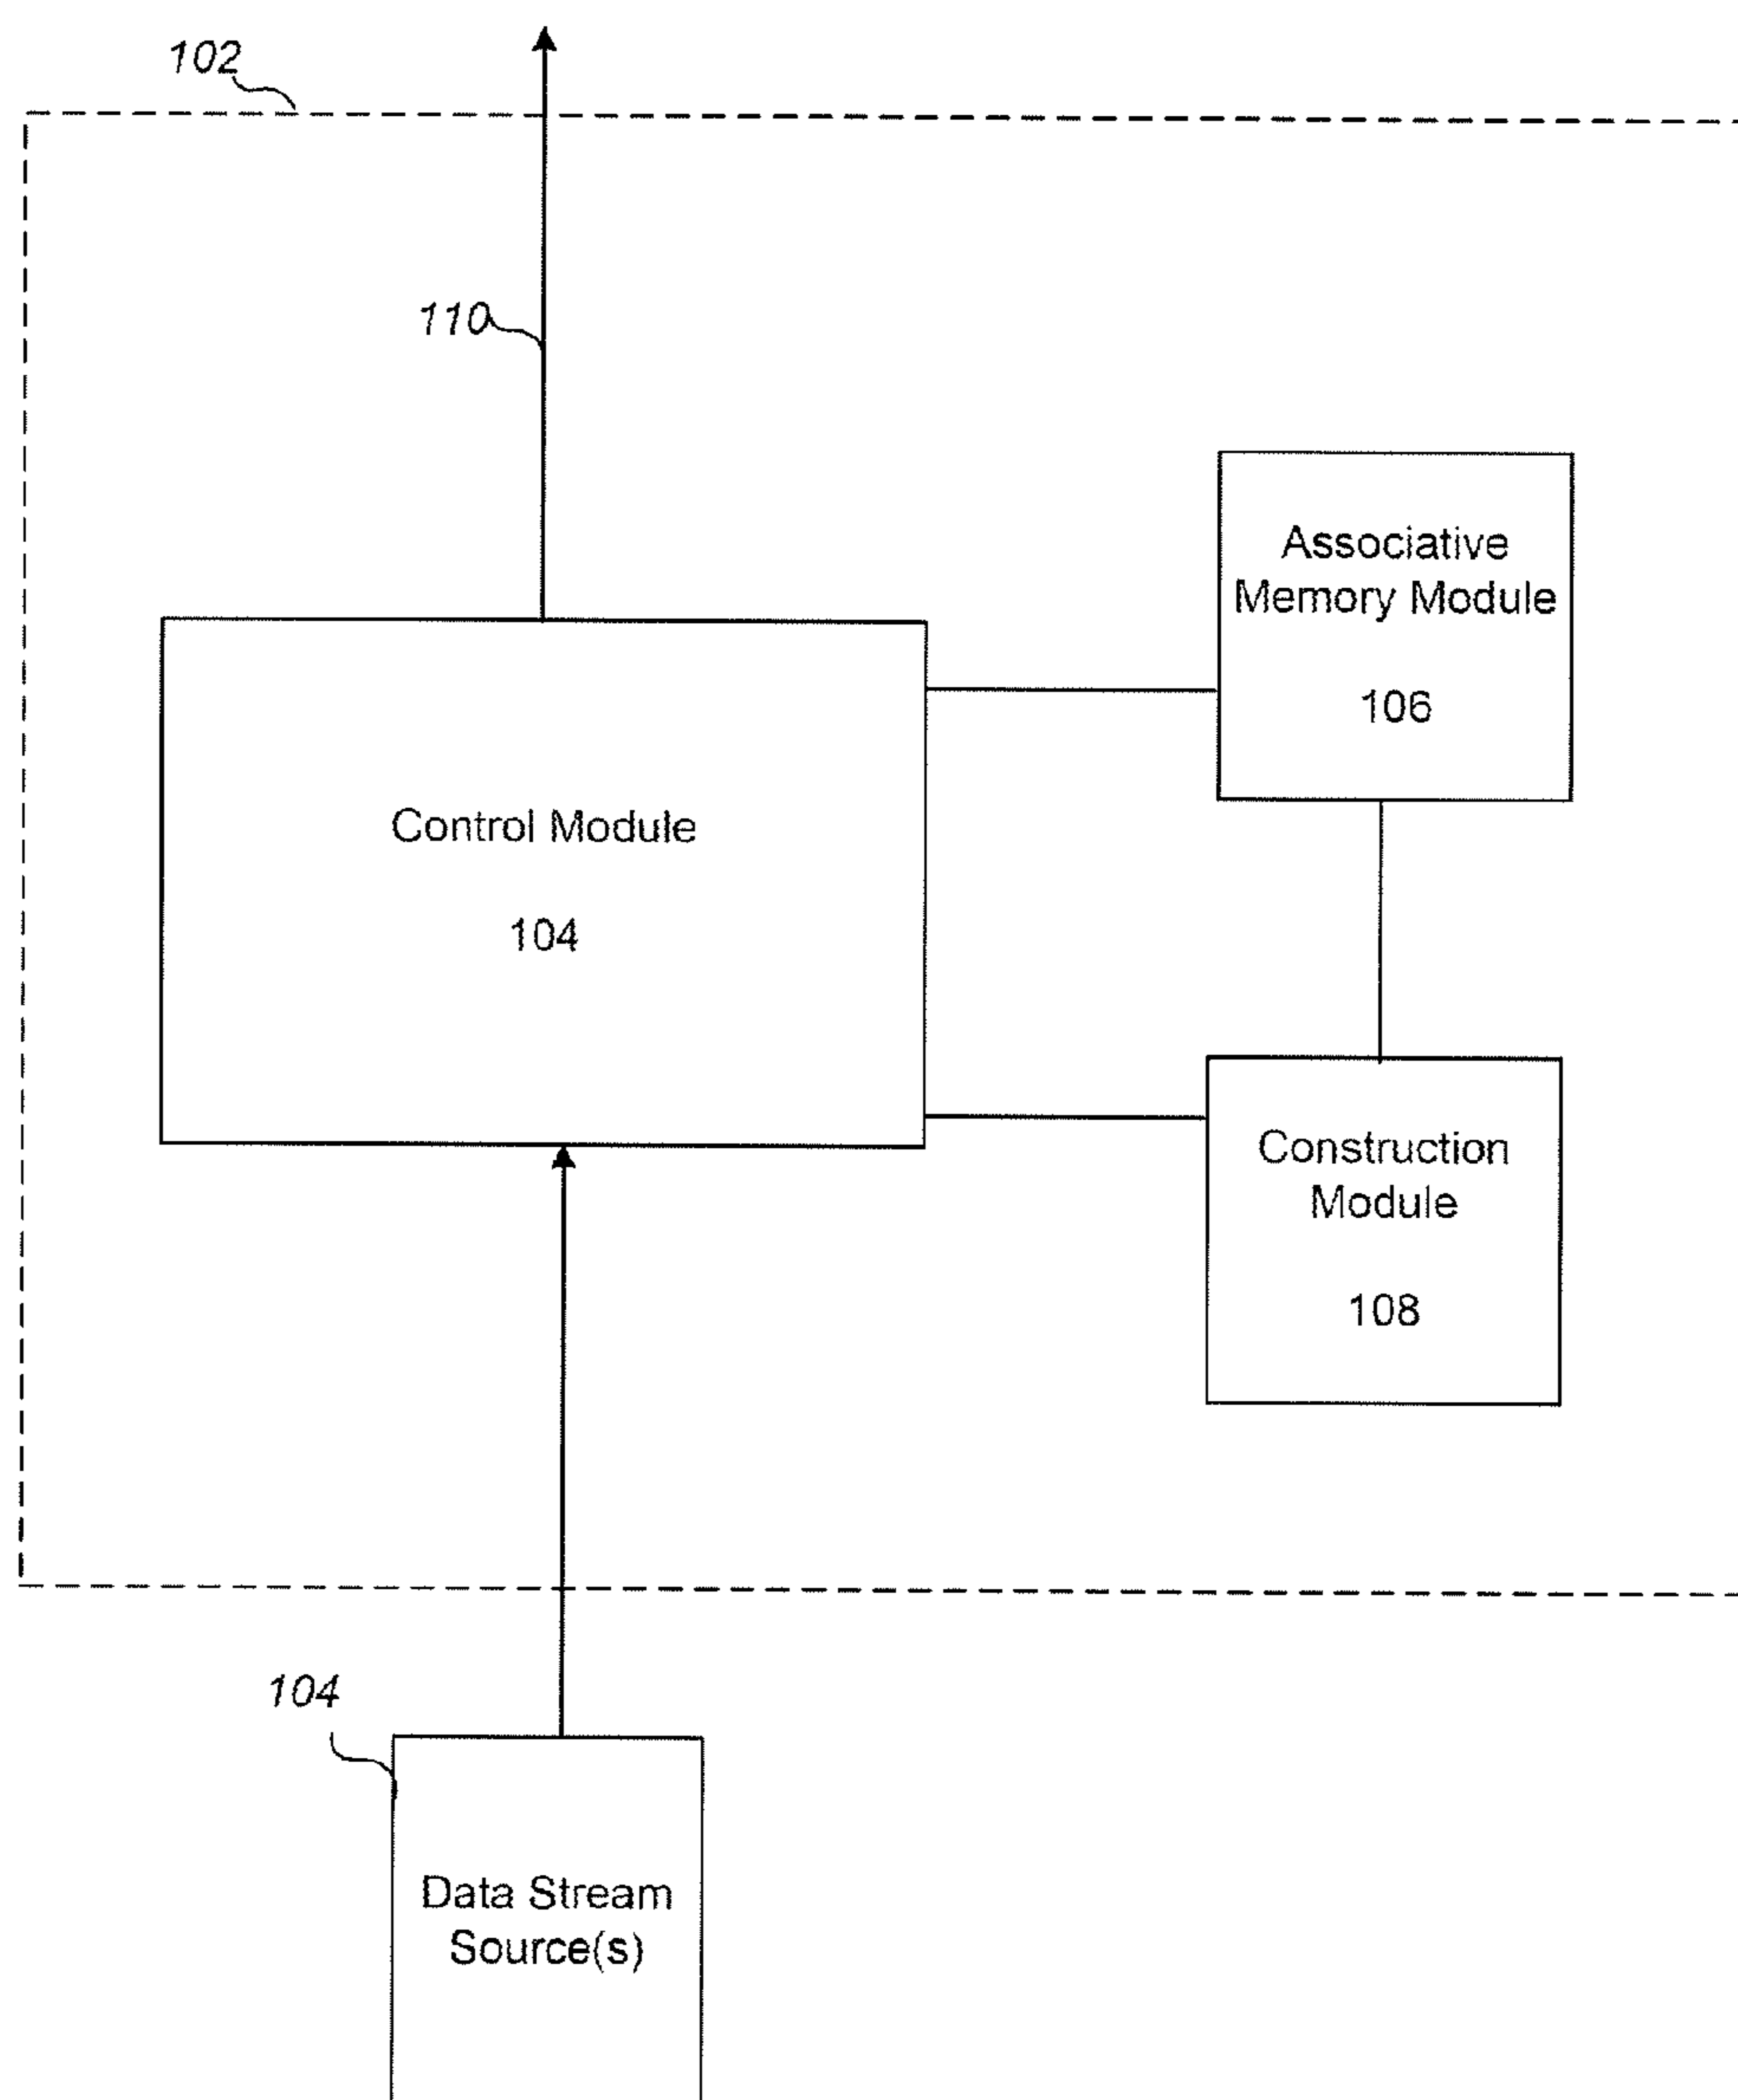 102
110
Associative
Memory Module
106
Control Module
104
Construction
Module
108
104
Data Stream
Source(s)